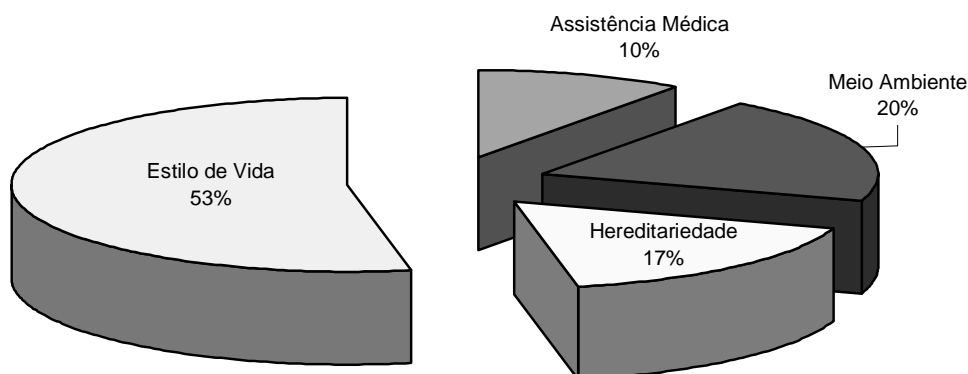 Assistência Médica
10%
Meio Ambiente
20%
Estilo de Vida
53%
Hereditariedade
17%